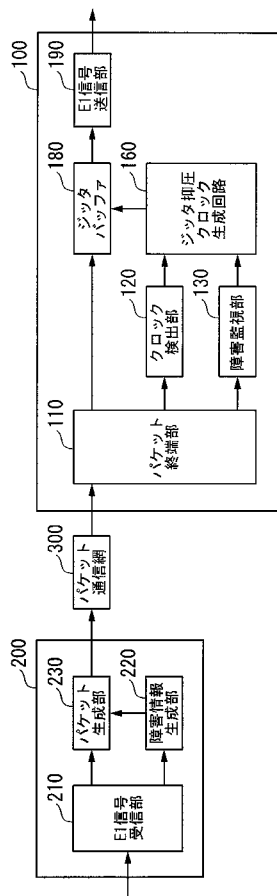 200
210
E1信号
受信部
230
パケット
生成部
220
障害情報
生成部
300
パケット
通信網
100
110
パケット
終端部
120
クロック
検出部
130
障害監視部
160
ジッタ抑圧
クロック
生成回路
180
ジッタ
バッファ
190
E1信号
送信部